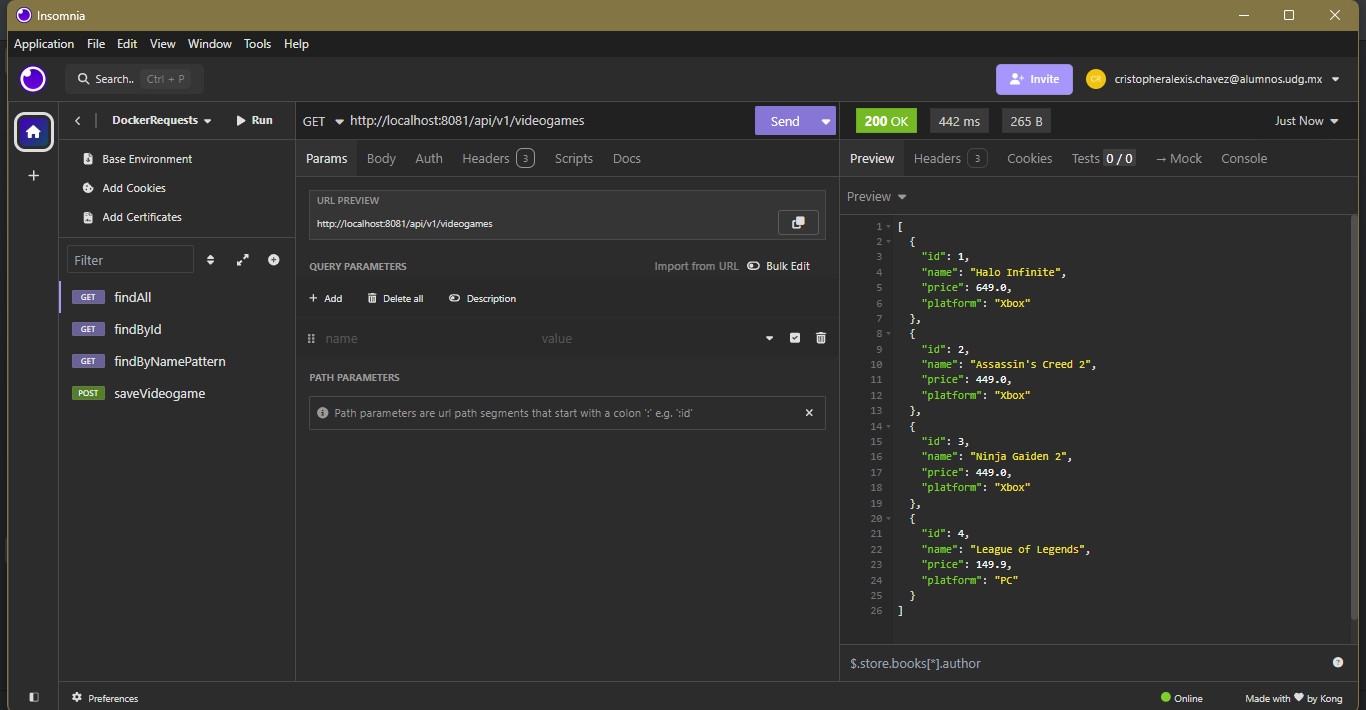 Insomnia
Application File Edit View Window Tools Help
Search.. Ctrl + P
Invite
CR
cristopheralexis.chavez@alumnos.udg.mx
DockerRequests
Run
Base Environment
Add Cookies
Add Certificates
Filter
GET findAll
GET findById
GET findByNamePattern
POST saveVideogame
GET http://localhost:8081/api/v1/videogames
Send
Params Body Auth Headers 3 Scripts Docs
URL PREVIEW
http://localhost:8081/api/v1/videogames
QUERY PARAMETERS Import from URL Bulk Edit
Add Delete all Description
name value
PATH PARAMETERS
Path parameters are url path segments that start with a colon ':' e.g. ':id'
200 OK 442 ms 265 B Just Now
Preview Headers 3 Cookies Tests 0 / 0 → Mock Console
Preview
1 [
2 {
3 "id": 1,
4 "name": "Halo Infinite",
5 "price": 649.0,
6 "platform": "Xbox"
7 },
8 {
9 "id": 2,
10 "name": "Assassin's Creed 2",
11 "price": 449.0,
12 "platform": "Xbox"
13 },
14 {
15 "id": 3,
16 "name": "Ninja Gaiden 2",
17 "price": 449.0,
18 "platform": "Xbox"
19 },
20 {
21 "id": 4,
22 "name": "League of Legends",
23 "price": 149.9,
24 "platform": "PC"
25 }
26 ]
$.store.books[*].author
Preferences
Online
Made with ♥ by Kong